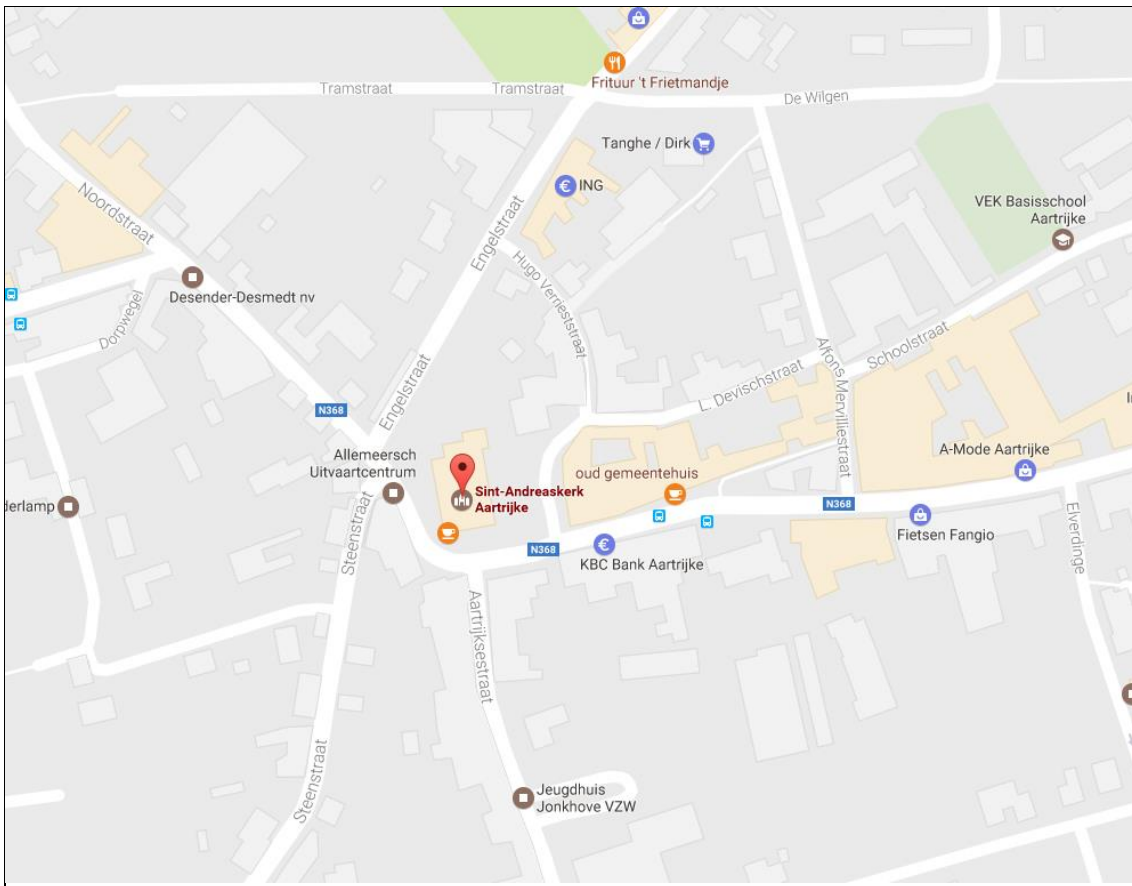 Frituur 't Frietmandje
Tramstraat
Tramstraat
De Wilgen
Tanghe / Dirk
€ ING
Noordstraat
Engelstraat
VEK Basisschool
Aartrijke
Hugo Verrieststraat
Desender-Desmedt nv
Dorpwegel
Alfons Mervilliestraat
Schoolstraat
Engelstraat
L. Devischstraat
N368
Allemeersch
Uitvaartcentrum
oud gemeentehuis
A-Mode Aartrijke
Sint-Andreaskerk
Aartrijke
derlamp
N368
Steenstraat
Fietsen Fangio
Elverdinge
N368
€
KBC Bank Aartrijke
Aartrijksestraat
Steenstraat
Jeugdhuis
Jonkhove VZW